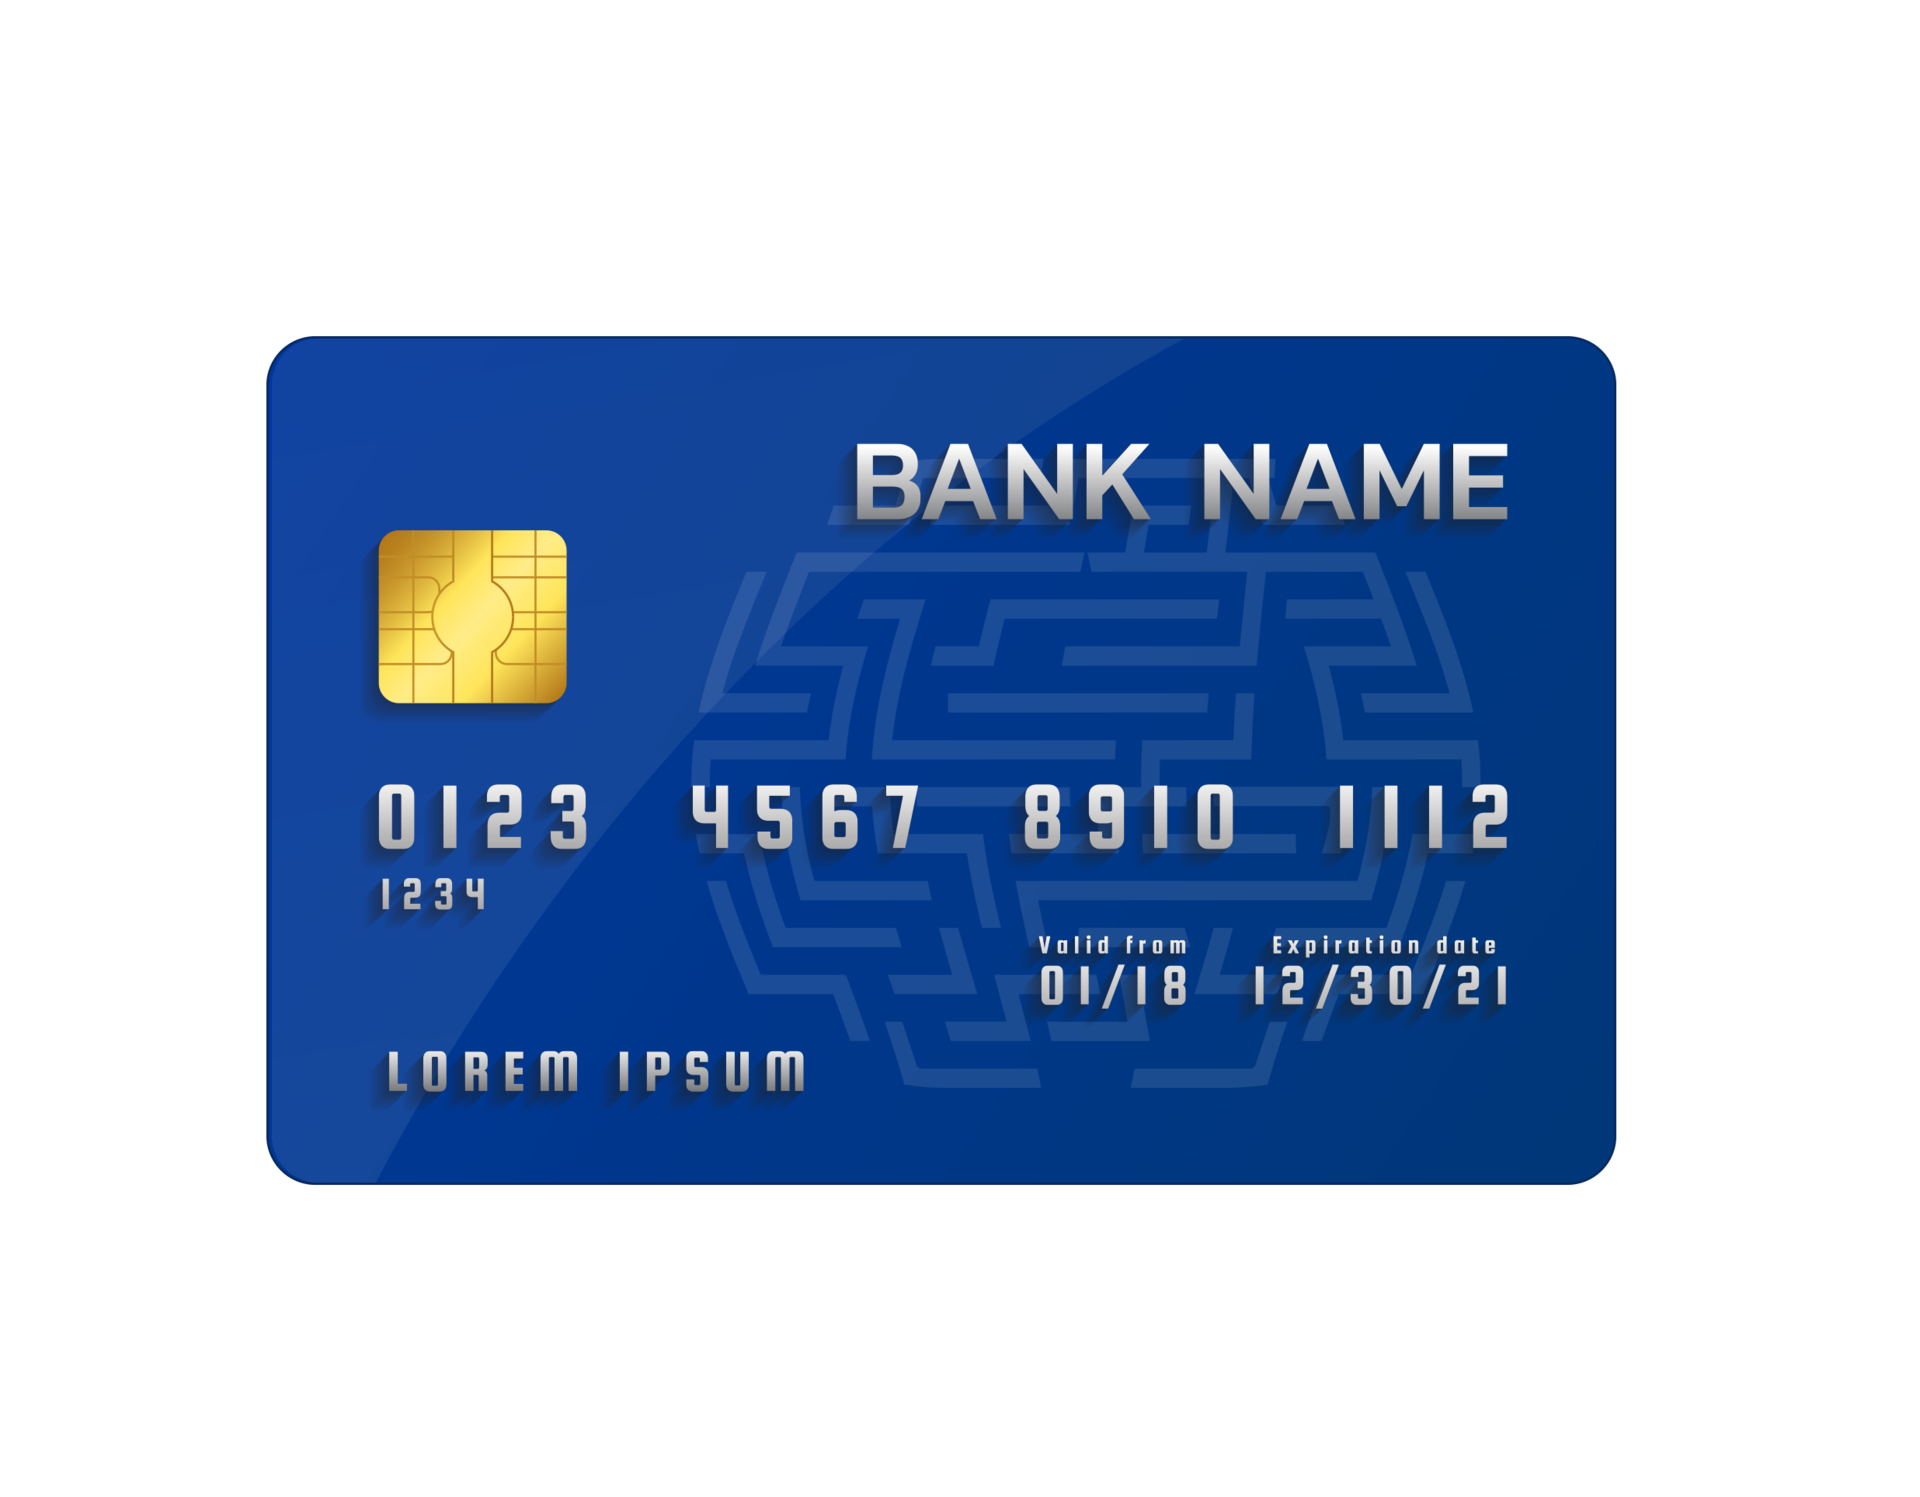 BANK NAME
0123 4567 8910 1112
1234
Valid from Expiration date
01/18 12/30/21
LOREM IPSUM